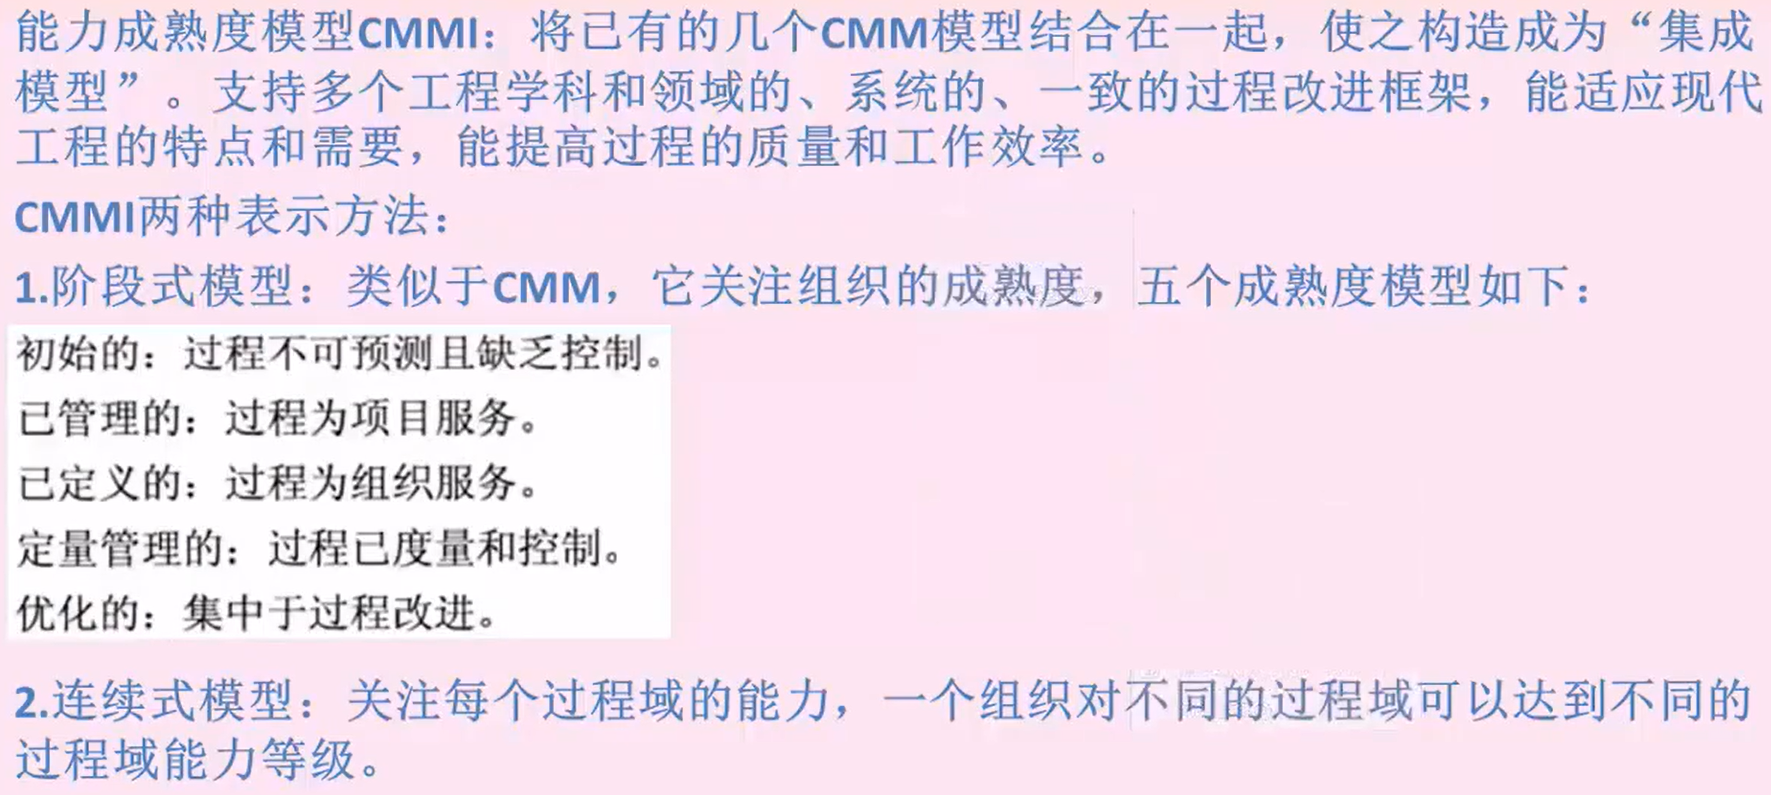 能力成熟度模型CMMI：将已有的几个CMM模型结合在一起，使之构造成为“集成
模型”。支持多个工程学科和领域的、系统的、一致的过程改进框架，能适应现代
工程的特点和需要，能提高过程的质量和工作效率。
CMMI两种表示方法：
1.阶段式模型：类似于CMM，它关注组织的成熟度，五个成熟度模型如下：
初始的：过程不可预测且缺乏控制。
已管理的：过程为项目服务。
已定义的：过程为组织服务。
定量管理的：过程已度量和控制。
优化的：集中于过程改进。
2.连续式模型：关注每个过程域的能力，一个组织对不同的过程域可以达到不同的
过程域能力等级。